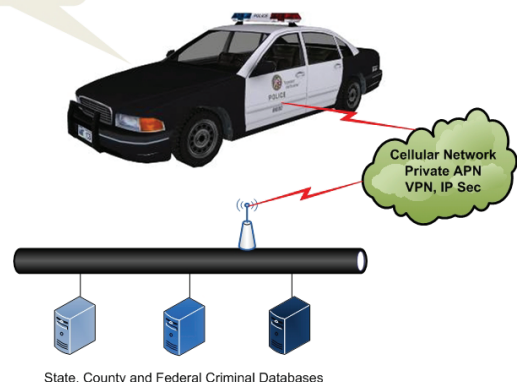 POLICE
POLICE
Cellular Network
Private APN
VPN, IP Sec
State, County and Federal Criminal Databases